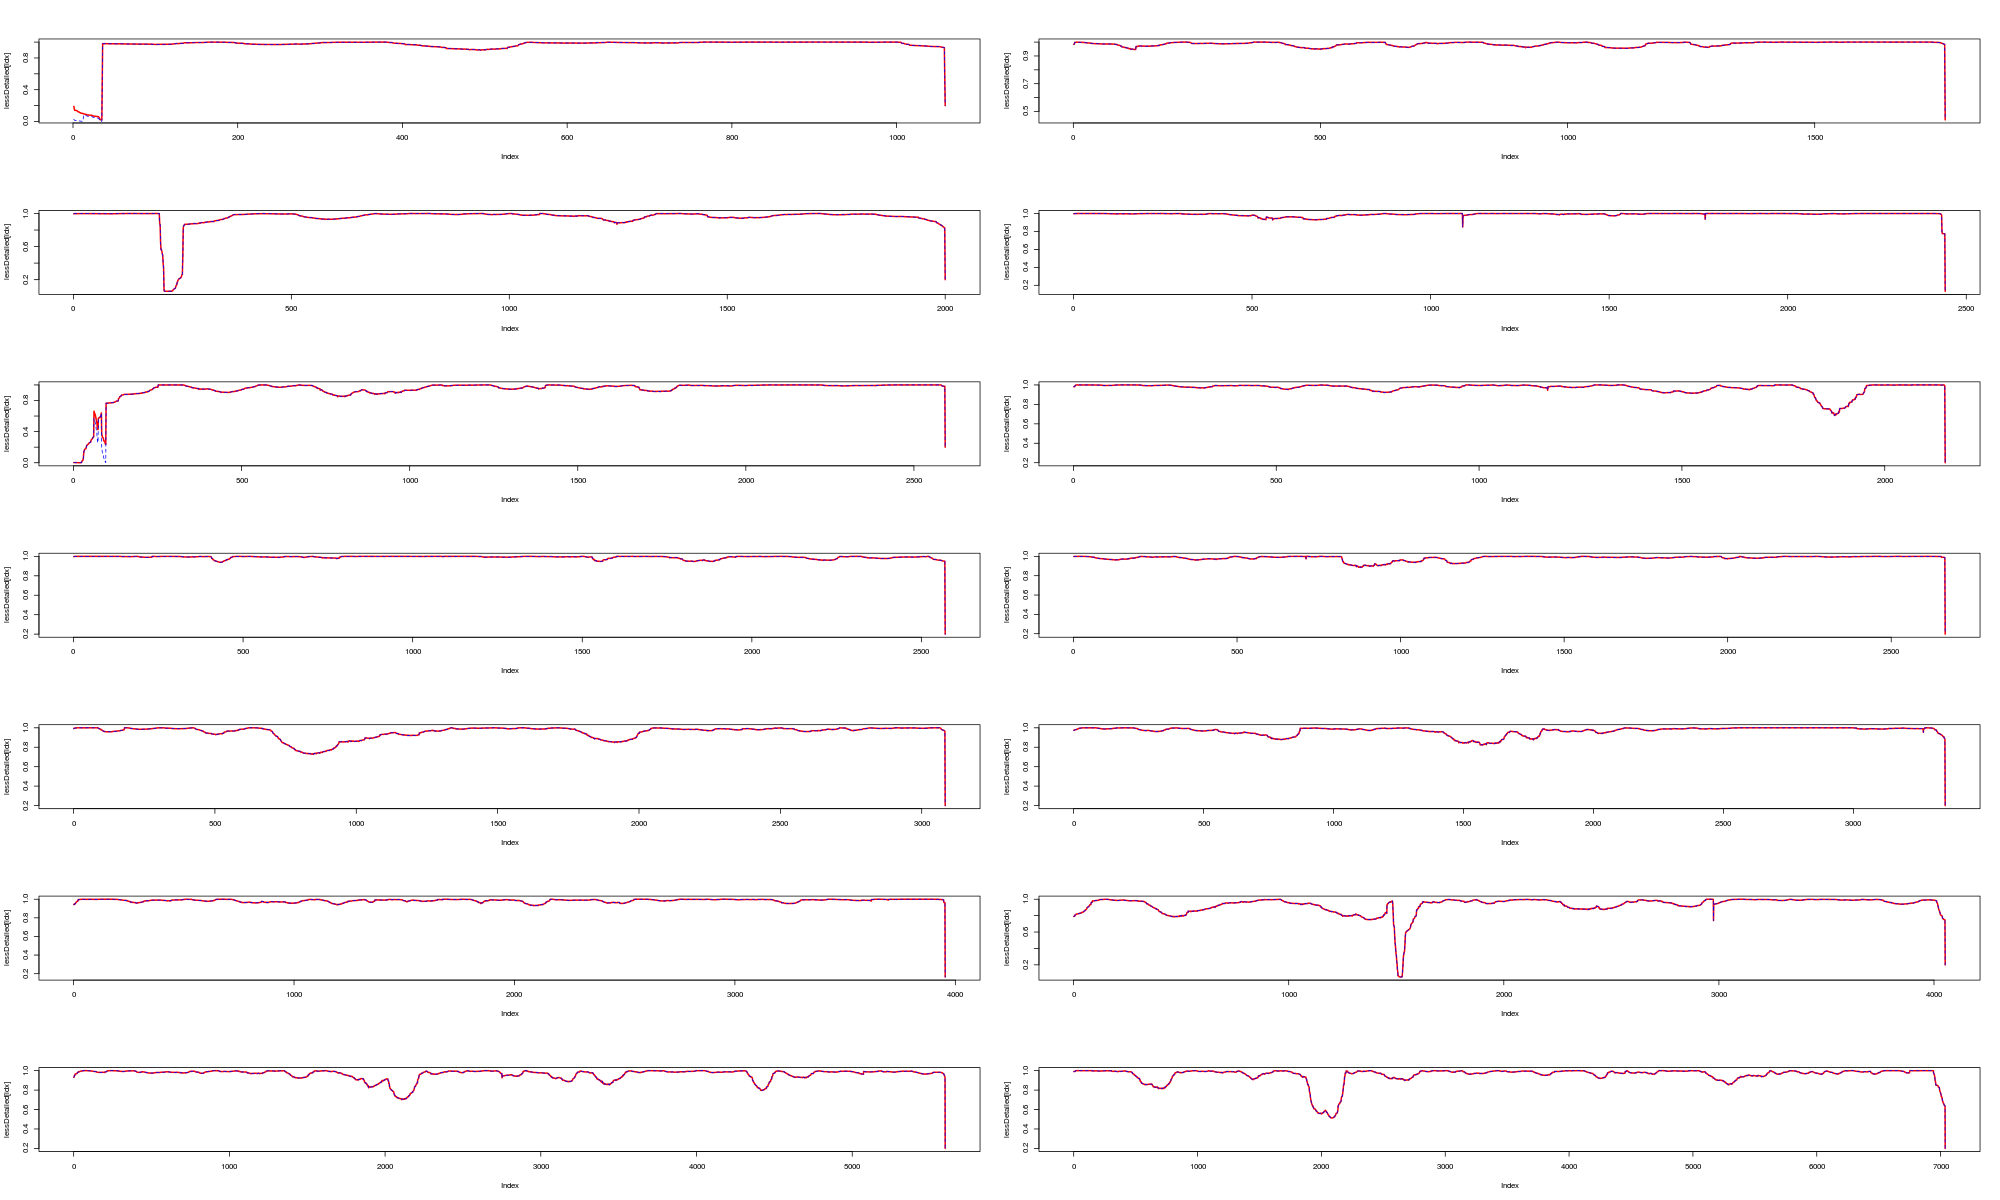 lessDetailed[idx]
0.0 0.4 0.8
0 200 400 600 800 1000
Index
lessDetailed[idx]
0.5 0.7 0.9
0 500 1000 1500
Index
lessDetailed[idx]
0.2 0.6 1.0
0 500 1000 1500 2000
Index
lessDetailed[idx]
0.2 0.4 0.6 0.8 1.0
0 500 1000 1500 2000 2500
Index
lessDetailed[idx]
0.0 0.4 0.8
0 500 1000 1500 2000 2500
Index
lessDetailed[idx]
0.2 0.4 0.6 0.8 1.0
0 500 1000 1500 2000
Index
lessDetailed[idx]
0.2 0.4 0.6 0.8 1.0
0 500 1000 1500 2000 2500
Index
lessDetailed[idx]
0.2 0.4 0.6 0.8 1.0
0 500 1000 1500 2000 2500
Index
lessDetailed[idx]
0.2 0.4 0.6 0.8 1.0
0 500 1000 1500 2000 2500 3000
Index
lessDetailed[idx]
0.2 0.4 0.6 0.8 1.0
0 500 1000 1500 2000 2500 3000
Index
lessDetailed[idx]
0.2 0.4 0.6 0.8 1.0
0 1000 2000 3000 4000
Index
lessDetailed[idx]
0.2 0.6 1.0
0 1000 2000 3000 4000
Index
lessDetailed[idx]
0.2 0.4 0.6 0.8 1.0
0 1000 2000 3000 4000 5000
Index
lessDetailed[idx]
0.2 0.4 0.6 0.8 1.0
0 1000 2000 3000 4000 5000 6000 7000
Index